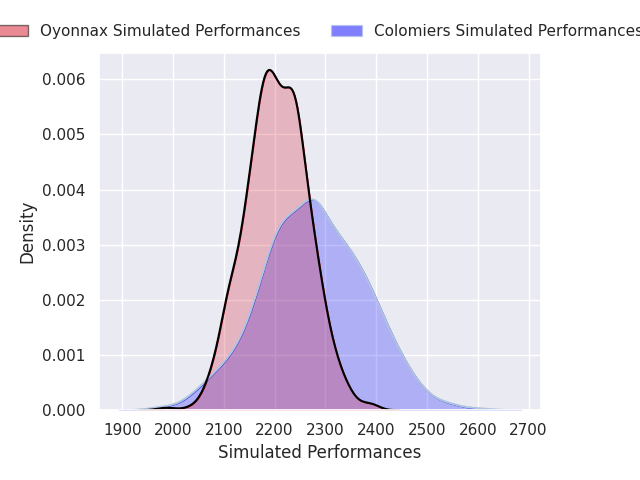 Oyonnax Simulated Performances
Colomiers Simulated Performances
0.006
0.005
0.004
0.003
0.002
0.001
0.000
Density
1900 2000 2100 2200 2300 2400 2500 2600 2700
Simulated Performances